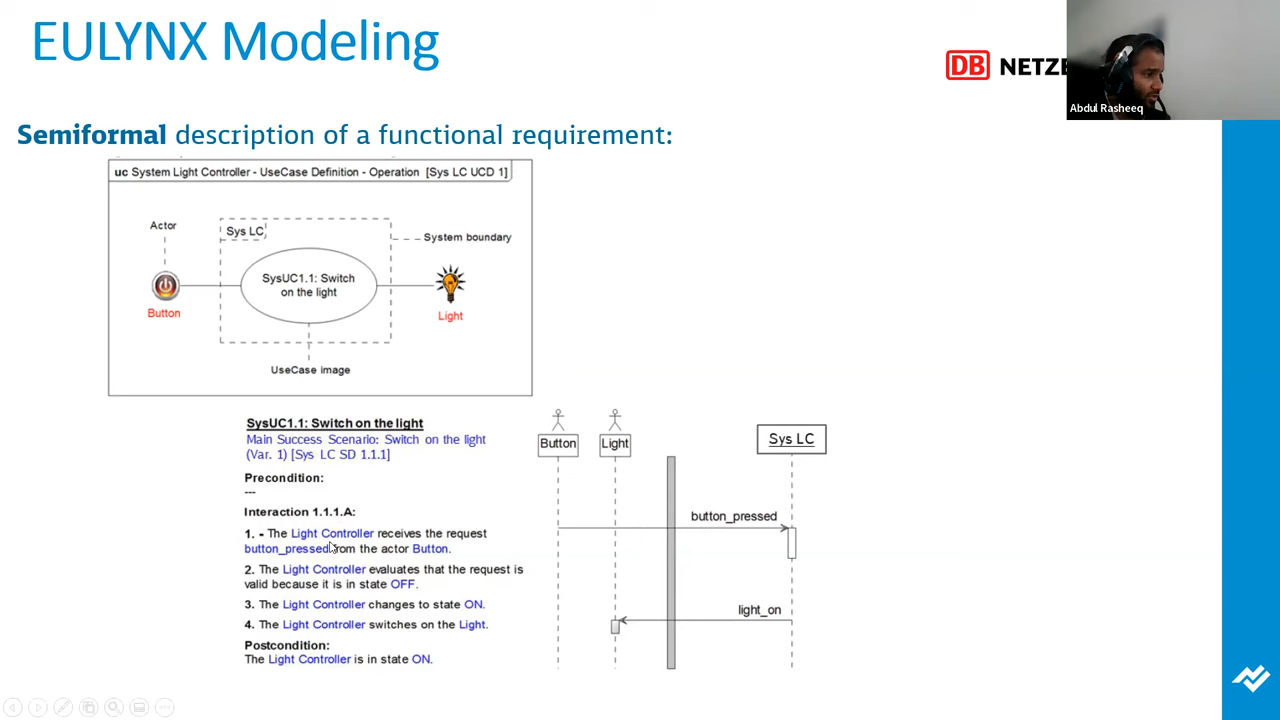 EULYNX Modeling
DB NETZE
Abdul Rasheeq
Semiformal description of a functional requirement:
uc System Light Controller - UseCase Definition - Operation [Sys LC UCD 1]
Actor
Sys LC
System boundary
SysUC1.1: Switch
on the light
Button
Light
UseCase image
SysUC1.1: Switch on the light
Main Success Scenario: Switch on the light
(Var. 1) [Sys LC SD 1.1.1]
Precondition:
---
Interaction 1.1.1.A:
1. - The Light Controller receives the request
button_pressed from the actor Button.
2. The Light Controller evaluates that the request is
valid because it is in state OFF.
3. The Light Controller changes to state ON.
4. The Light Controller switches on the Light.
Postcondition:
The Light Controller is in state ON.
Button
Light
Sys LC
button_pressed
light_on